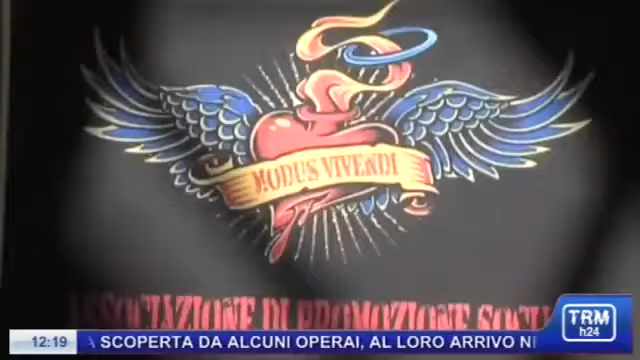 MODUS VIVENDI
ASSOCIAZIONE DI PROMOZIONE
TRM
h24
12:19
A SCOPERTA DA ALCUNI OPERAI, AL LORO ARRIVO